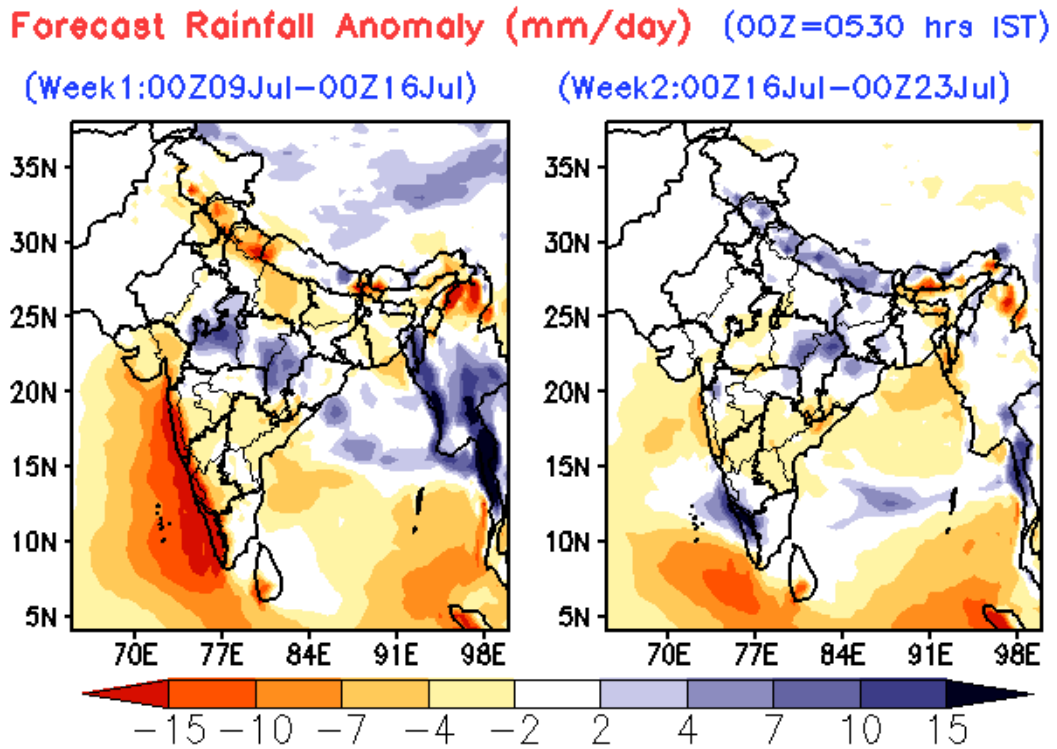 Forecast Rainfall Anomaly (mm/day) (00Z=0530 hrs IST)
(Week1:00Z09Jul–00Z16Jul) (Week2:00Z16Jul–00Z23Jul)
35N 35N
30N 30N
25N 25N
20N 20N
15N 15N
10N 10N
5N 5N
70E 77E 84E 91E 98E 70E 77E 84E 91E 98E
−15 −10 −7 −4 −2 2 4 7 10 15